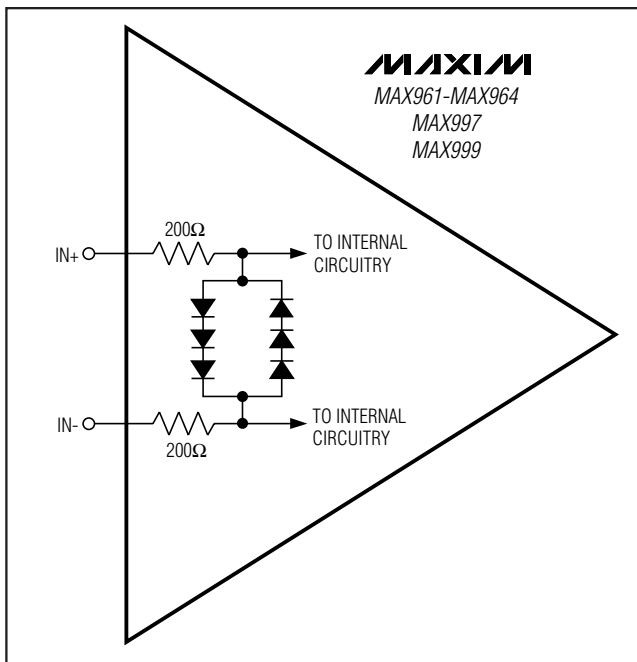 MAXIM
MAX961-MAX964
MAX997
MAX999
200Ω
IN+
TO INTERNAL
CIRCUITRY
IN-
200Ω
TO INTERNAL
CIRCUITRY